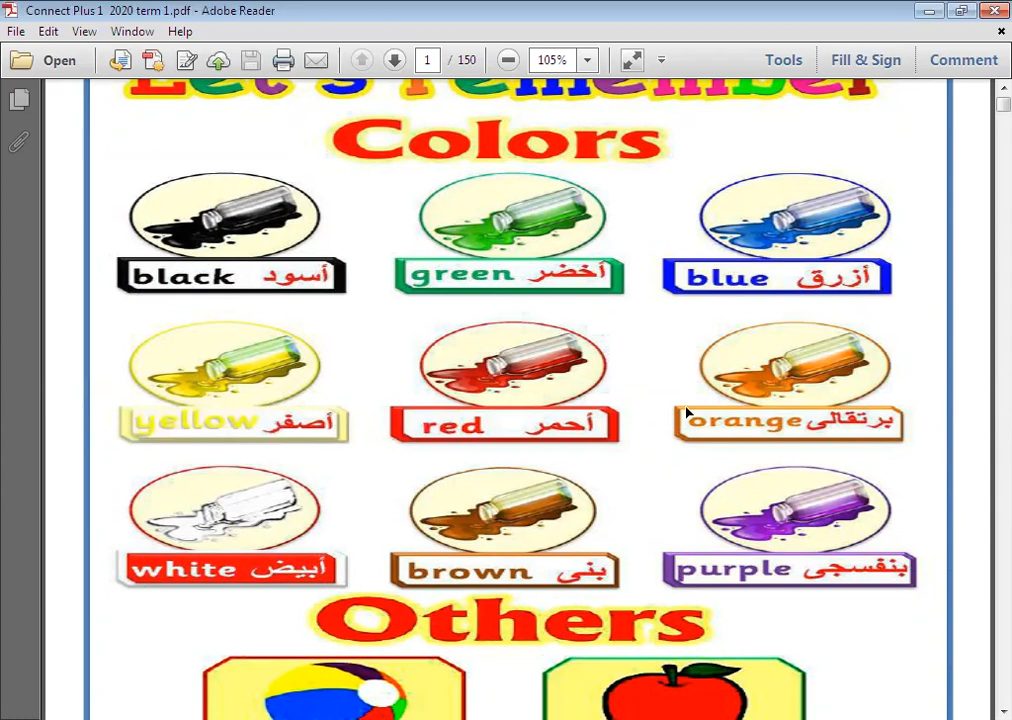 Connect Plus 1 2020 term 1.pdf - Adobe Reader
File Edit View Window Help
Open 1 / 150 105% Tools Fill & Sign Comment
Let's remember
Colors
black أسود green أخضر blue أزرق
yellow أصفر red أحمر orange برتقالى
white أبيض brown بنى purple بنفسجى
Others